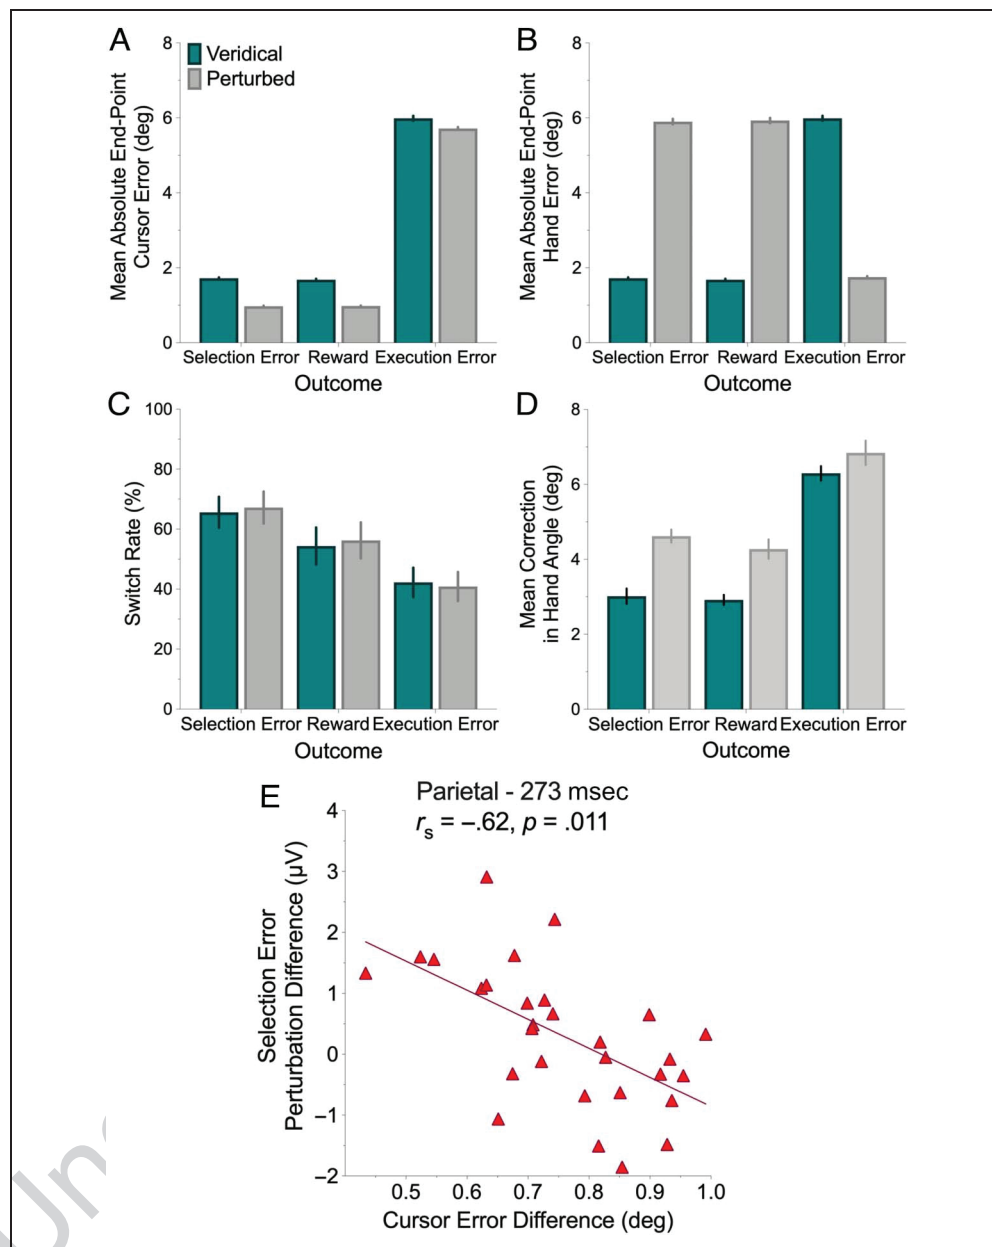 A
8
6
4
2
0
Mean Absolute End-Point
Cursor Error (deg)
Veridical
Perturbed
Selection Error Reward Execution Error
Outcome
B
8
6
4
2
0
Mean Absolute End-Point
Hand Error (deg)
Selection Error Reward Execution Error
Outcome
C
100
80
60
40
20
0
Switch Rate (%)
Selection Error Reward Execution Error
Outcome
D
8
6
4
2
0
Mean Correction
in Hand Angle (deg)
Selection Error Reward Execution Error
Outcome
E
Parietal - 273 msec
rs = –.62, p = .011
4
3
2
1
0
–1
–2
Selection Error
Perturbation Difference (µV)
0.5 0.6 0.7 0.8 0.9 1.0
Cursor Error Difference (deg)